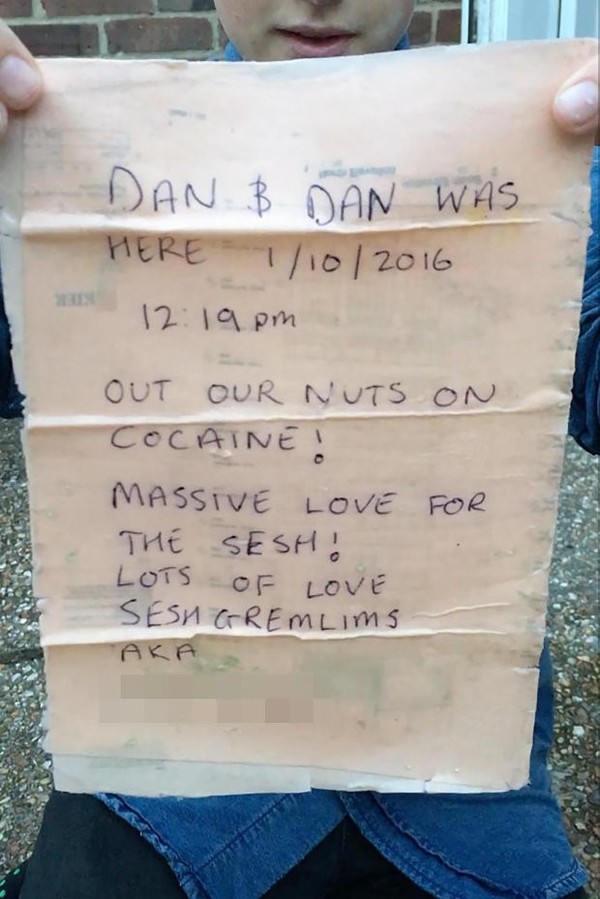 DAN & DAN WAS
HERE 1/10/2016
12:19 pm
OUT OUR NUTS ON
COCAINE!
MASSIVE LOVE FOR
THE SESH!
LOTS OF LOVE
SESH GREMLIMS
AKA